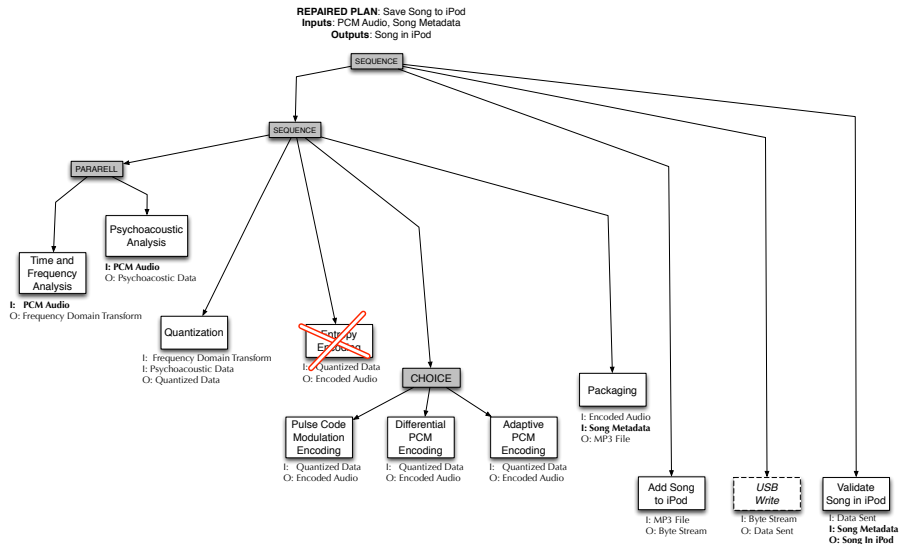 REPAIRED PLAN: Save Song to iPod
Inputs: PCM Audio, Song Metadata
Outputs: Song in iPod
SEQUENCE
SEQUENCE
PARARELL
Psychoacoustic
Analysis
I: PCM Audio
O: Psychoacostic Data
Time and
Frequency
Analysis
I: PCM Audio
O: Frequency Domain Transform
Quantization
I: Frequency Domain Transform
I: Psychoacoustic Data
O: Quantized Data
Entropy
Encoding
I: Quantized Data
O: Encoded Audio
CHOICE
Pulse Code
Modulation
Encoding
I: Quantized Data
O: Encoded Audio
Differential
PCM
Encoding
I: Quantized Data
O: Encoded Audio
Adaptive
PCM
Encoding
I: Quantized Data
O: Encoded Audio
Packaging
I: Encoded Audio
I: Song Metadata
O: MP3 File
Add Song
to iPod
I: MP3 File
O: Byte Stream
USB
Write
I: Byte Stream
O: Data Sent
Validate
Song in iPod
I: Data Sent
I: Song Metadata
O: Song In iPod